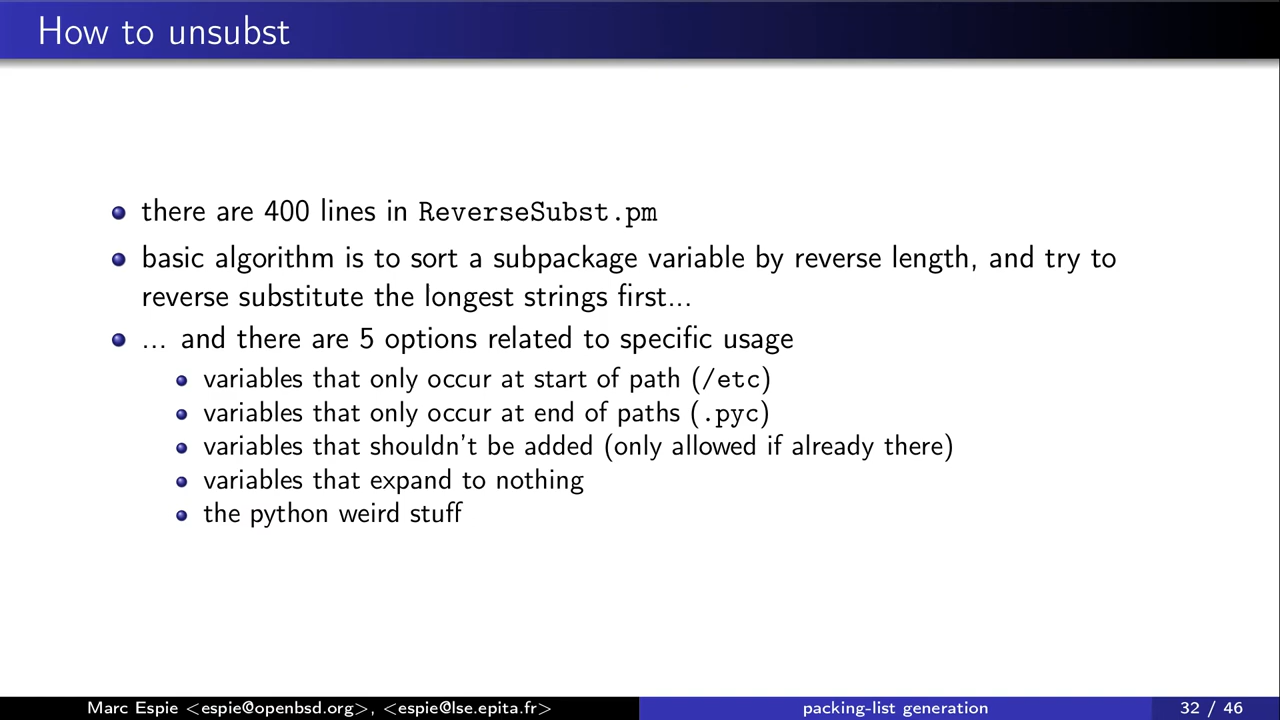 How to unsubst
there are 400 lines in ReverseSubst.pm
basic algorithm is to sort a subpackage variable by reverse length, and try to
reverse substitute the longest strings first...
... and there are 5 options related to specific usage
variables that only occur at start of path (/etc)
variables that only occur at end of paths (.pyc)
variables that shouldn't be added (only allowed if already there)
variables that expand to nothing
the python weird stuff
Marc Espie <espie@openbsd.org>, <espie@lse.epita.fr> packing-list generation 32 / 46